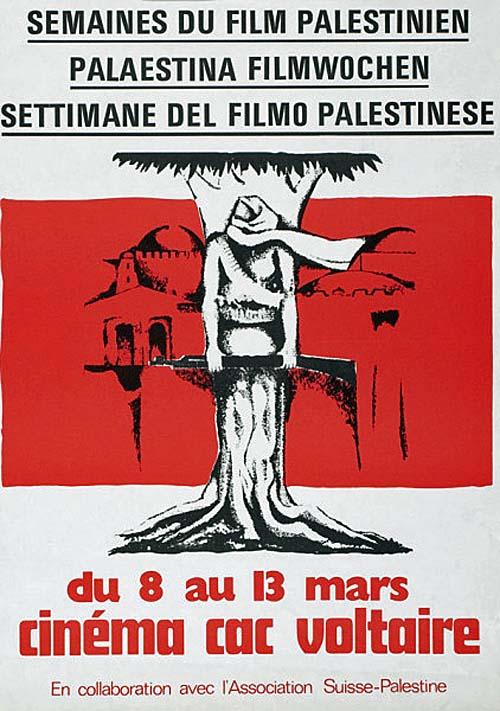 SEMAINES DU FILM PALESTINIEN
PALAESTINA FILMWOCHEN
SETTIMANE DEL FILMO PALESTINESE
du 8 au 13 mars
cinéma cac voltaire
En collaboration avec l'Association Suisse-Palestine